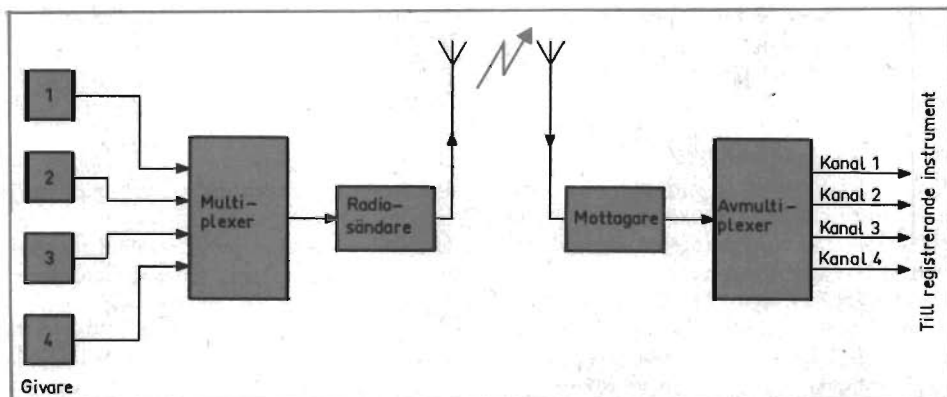 1
2
3
4
Givare
Multi-
plexer
Radio-
sändare
Mottagare
Avmulti-
plexer
Kanal 1
Kanal 2
Kanal 3
Kanal 4
Till registrerande instrument